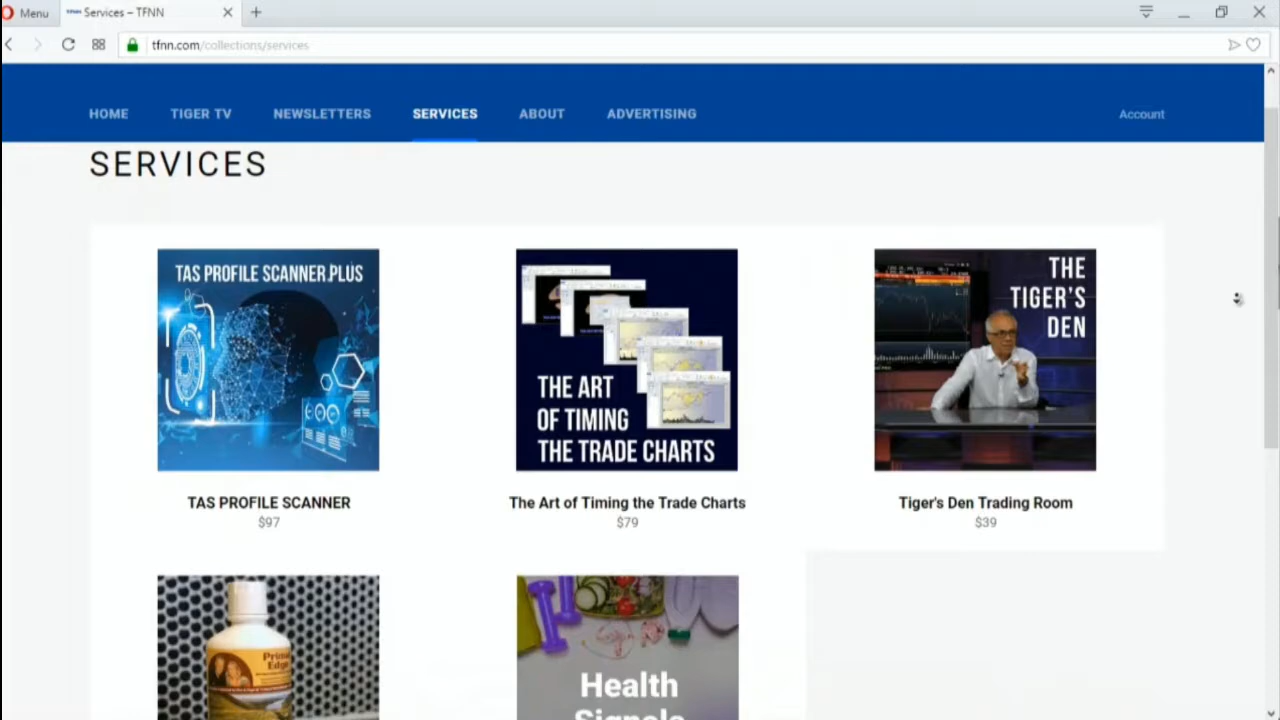 Menu
Services – TFNN
tfnn.com/collections/services
HOME
TIGER TV
NEWSLETTERS
SERVICES
ABOUT
ADVERTISING
Account
SERVICES
TAS PROFILE SCANNER.PLUS
THE ART
OF TIMING
THE TRADE CHARTS
THE
TIGER'S
DEN
TAS PROFILE SCANNER
$97
The Art of Timing the Trade Charts
$79
Tiger's Den Trading Room
$39
Edge
Health
Signals